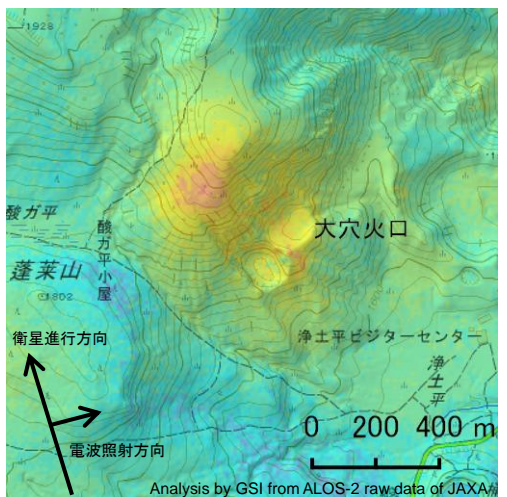 1928
大穴火口
酸ガ平
酸ガ平小屋
蓬莱山
1802
衛星進行方向
電波照射方向
浄土平ビジターセンター
浄土平
0 200 400 m
Analysis by GSI from ALOS-2 raw data of JAXA